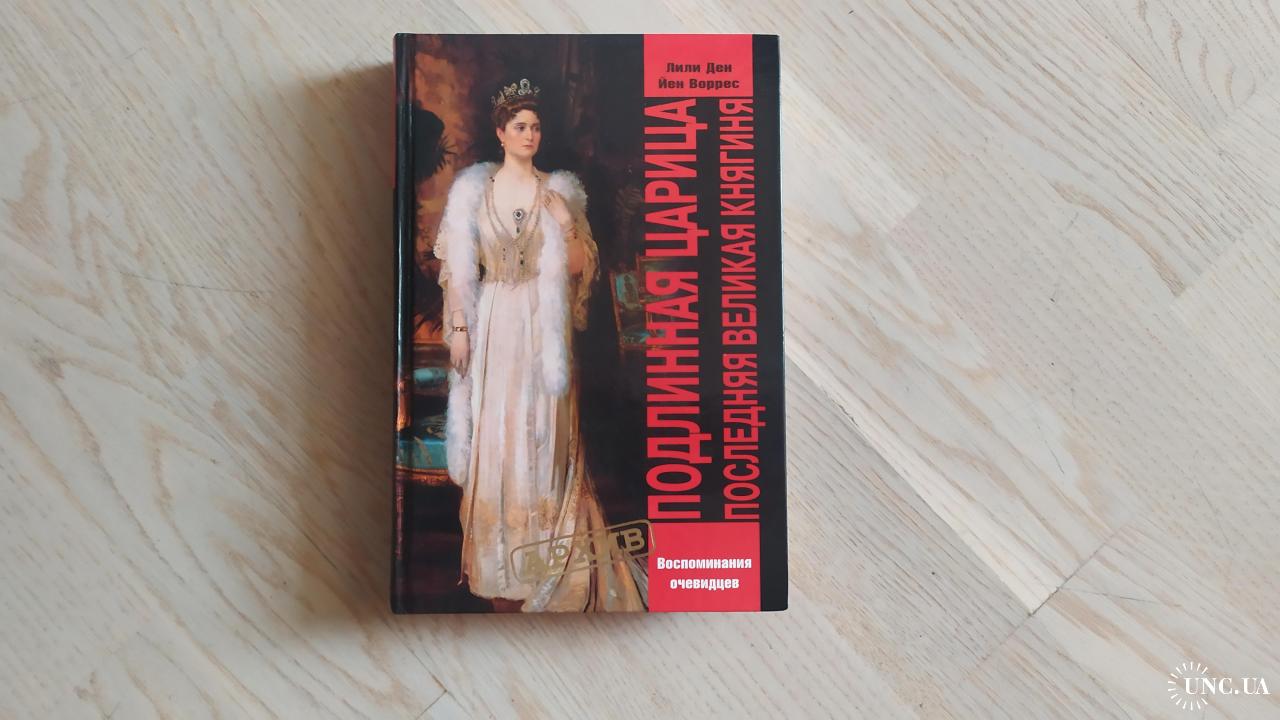 Лили Ден
Йен Воррес
ПОДЛИННАЯ ЦАРИЦА
ПОСЛЕДНЯЯ ВЕЛИКАЯ КНЯГИНЯ
АРХИВ
Воспоминания
очевидцев
UNC.UA